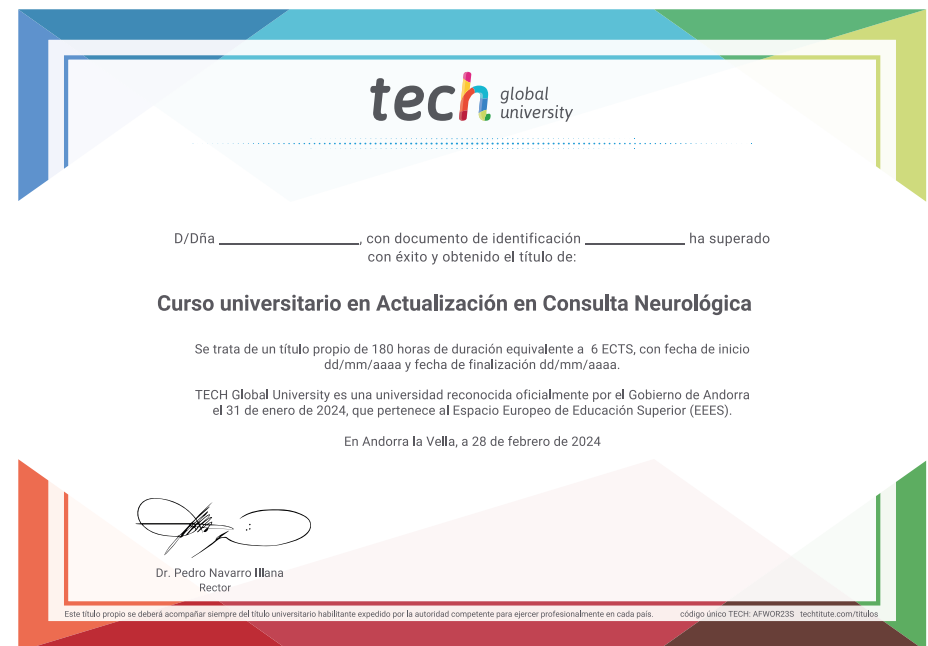 tech global
university
D/Dña ____________, con documento de identificación ____________ ha superado
con éxito y obtenido el título de:
Curso universitario en Actualización en Consulta Neurológica
Se trata de un título propio de 180 horas de duración equivalente a 6 ECTS, con fecha de inicio
dd/mm/aaaa y fecha de finalización dd/mm/aaaa.
TECH Global University es una universidad reconocida oficialmente por el Gobierno de Andorra
el 31 de enero de 2024, que pertenece al Espacio Europeo de Educación Superior (EEES).
En Andorra la Vella, a 28 de febrero de 2024
Dr. Pedro Navarro Illana
Rector
Este título propio se deberá acompañar siempre del título universitario habilitante expedido por la autoridad competente para ejercer profesionalmente en cada país. código único TECH: AFWOR23S techtitute.com/titulos